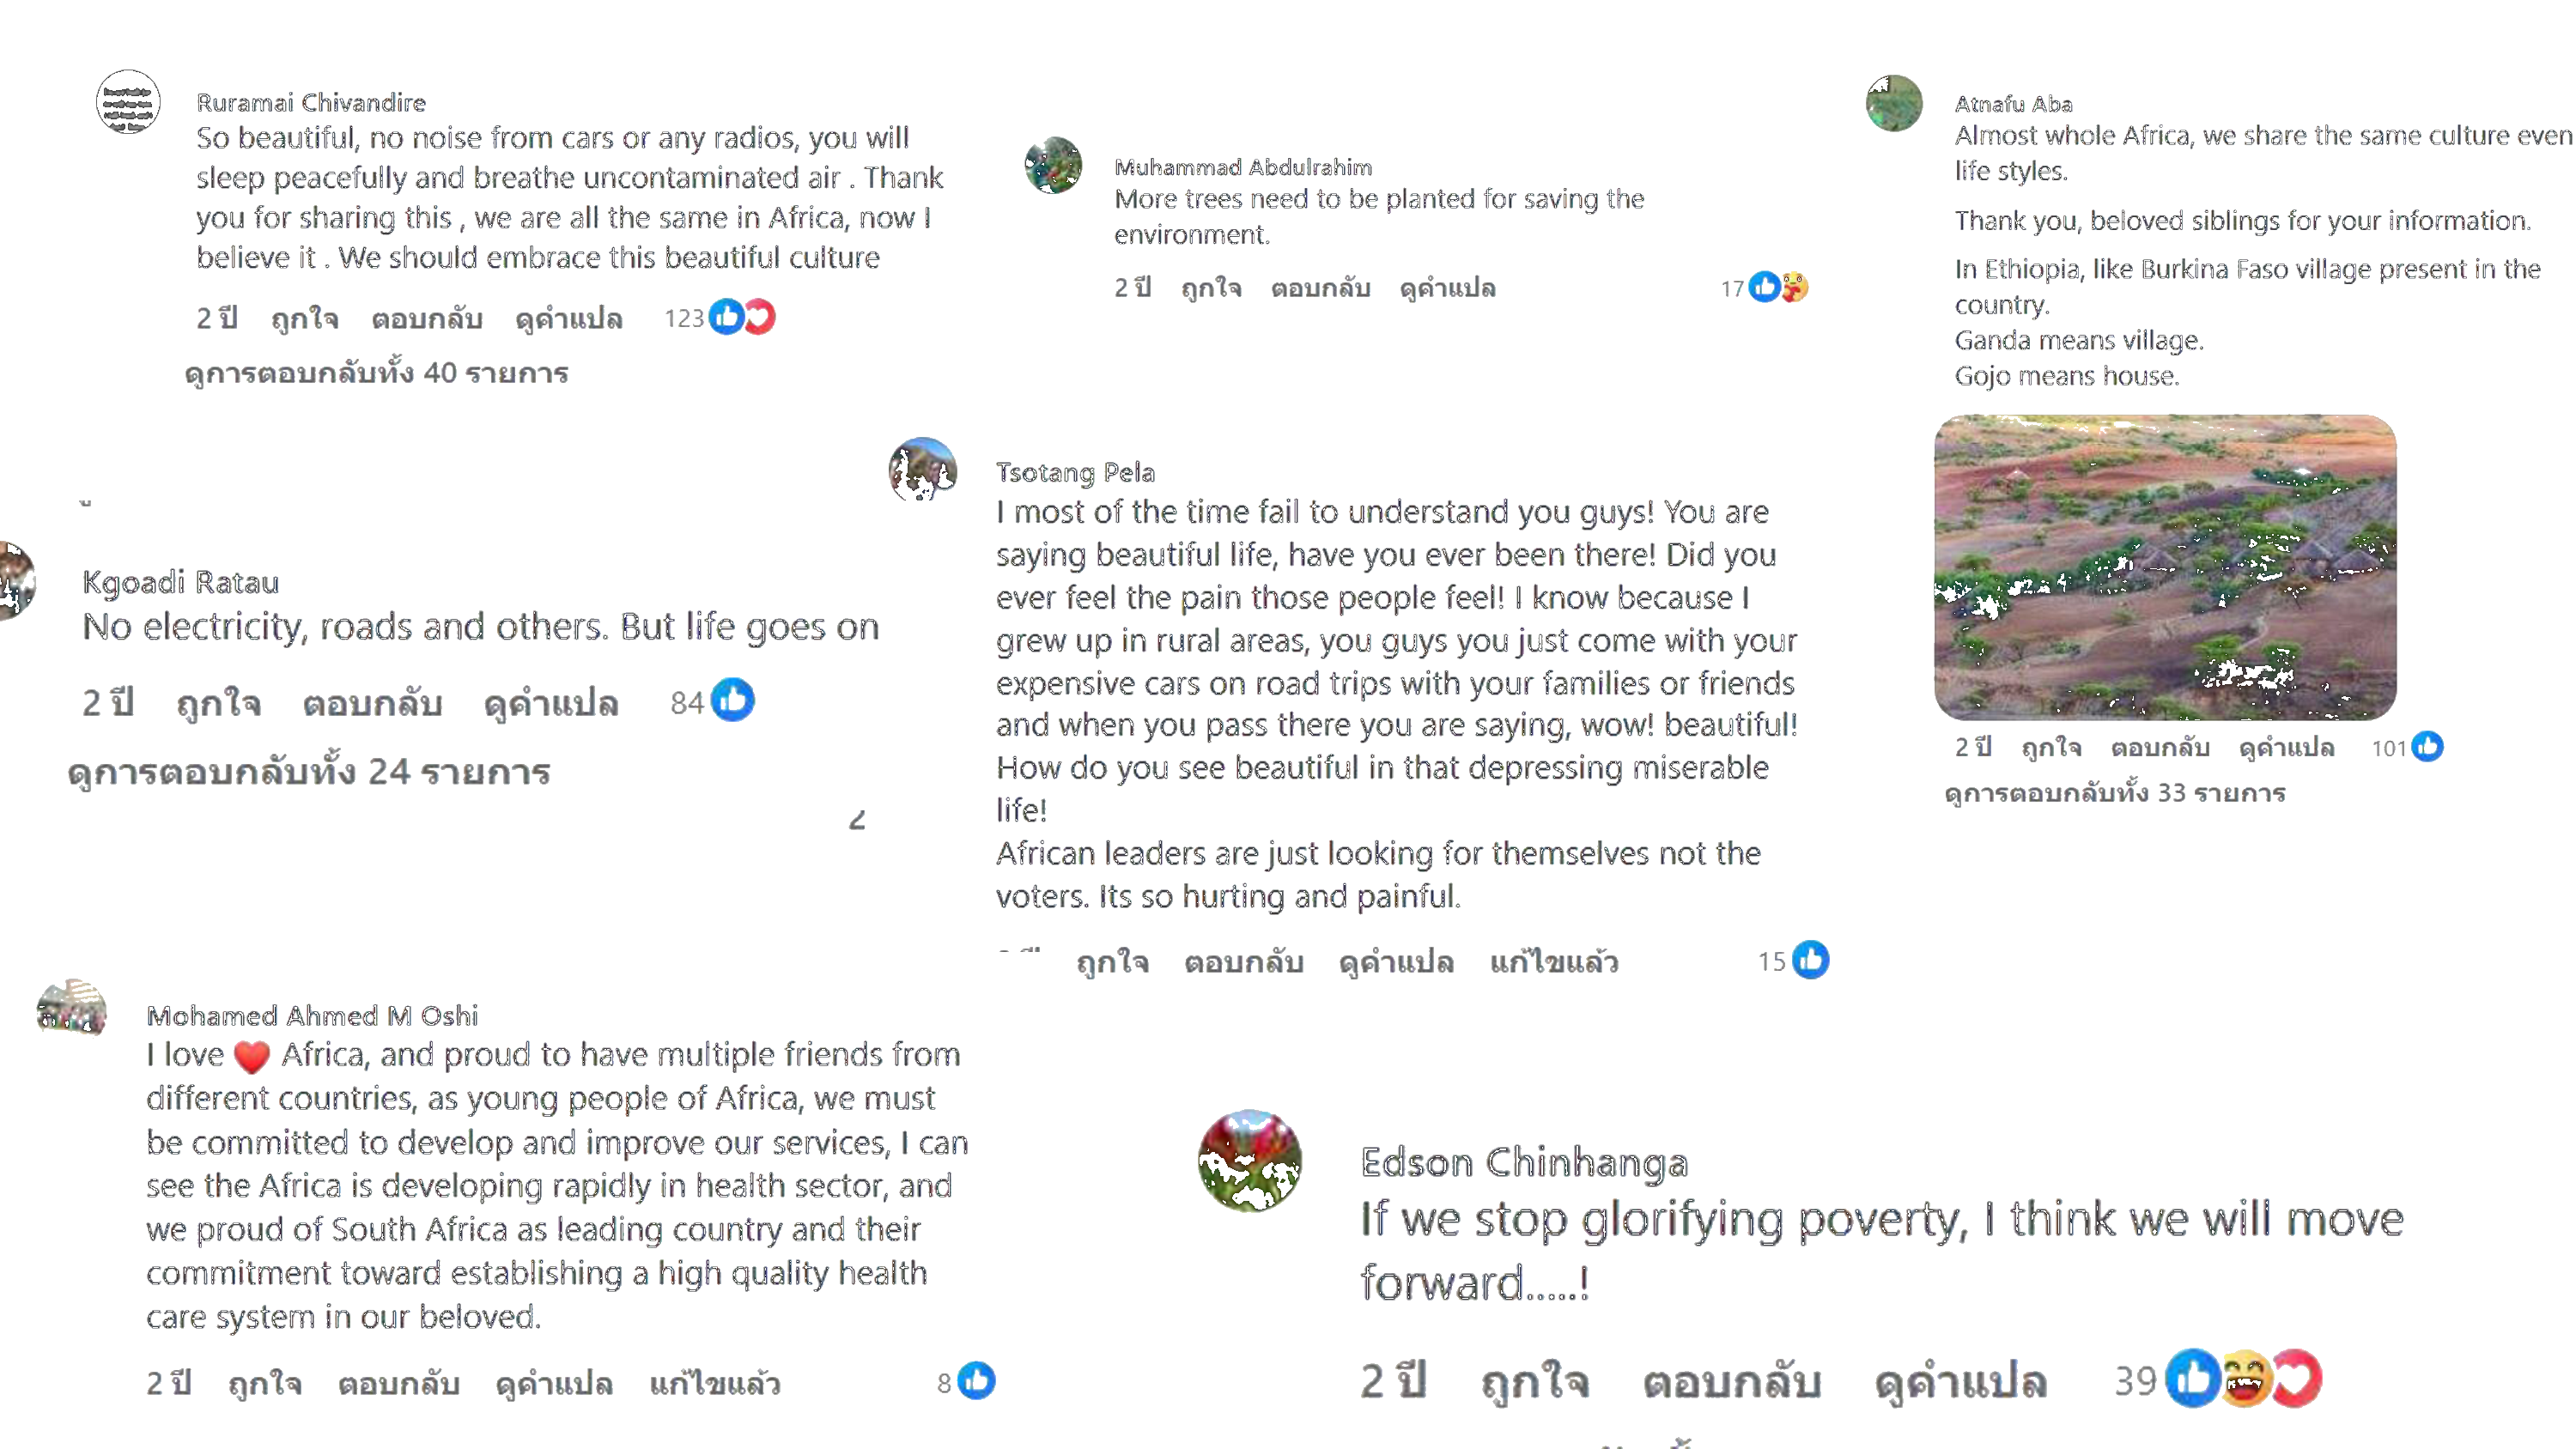 Ruramai Chivandire
So beautiful, no noise from cars or any radios, you will
sleep peacefully and breathe uncontaminated air . Thank
you for sharing this , we are all the same in Africa, now I
believe it . We should embrace this beautiful culture
2 ปี ถูกใจ ตอบกลับ ดูคำแปล 123
ดูการตอบกลับทั้ง 40 รายการ
Muhammad Abdulrahim
More trees need to be planted for saving the
environment.
2 ปี ถูกใจ ตอบกลับ ดูคำแปล 17
Atnafu Aba
Almost whole Africa, we share the same culture even
life styles.
Thank you, beloved siblings for your information.
In Ethiopia, like Burkina Faso village present in the
country.
Ganda means village.
Gojo means house.
2 ปี ถูกใจ ตอบกลับ ดูคำแปล 101
ดูการตอบกลับทั้ง 33 รายการ
Kgoadi Ratau
No electricity, roads and others. But life goes on
2 ปี ถูกใจ ตอบกลับ ดูคำแปล 84
ดูการตอบกลับทั้ง 24 รายการ
Tsotang Pela
I most of the time fail to understand you guys! You are
saying beautiful life, have you ever been there! Did you
ever feel the pain those people feel! I know because I
grew up in rural areas, you guys you just come with your
expensive cars on road trips with your families or friends
and when you pass there you are saying, wow! beautiful!
How do you see beautiful in that depressing miserable
life!
African leaders are just looking for themselves not the
voters. Its so hurting and painful.
ถูกใจ ตอบกลับ ดูคำแปล แก้ไขแล้ว 15
Mohamed Ahmed M Oshi
I love ❤️ Africa, and proud to have multiple friends from
different countries, as young people of Africa, we must
be committed to develop and improve our services, I can
see the Africa is developing rapidly in health sector, and
we proud of South Africa as leading country and their
commitment toward establishing a high quality health
care system in our beloved.
2 ปี ถูกใจ ตอบกลับ ดูคำแปล แก้ไขแล้ว 8
Edson Chinhanga
If we stop glorifying poverty, I think we will move
forward.....!
2 ปี ถูกใจ ตอบกลับ ดูคำแปล 39